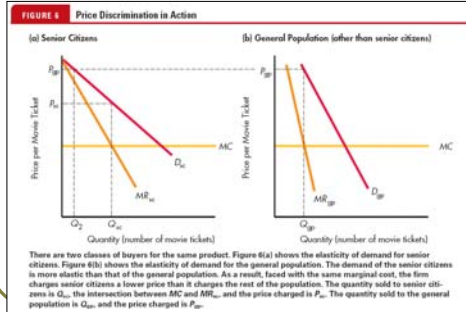 FIGURE 6 Price Discrimination in Action
(a) Senior Citizens
(b) General Population (other than senior citizens)
Price per Movie Ticket
Pgp
Psc
MC
Dsc
MRsc
Q2
Qsc
Quantity (number of movie tickets)
Price per Movie Ticket
Pgp
MC
MRgp
Dgp
Qgp
Quantity (number of movie tickets)
There are two classes of buyers for the same product. Figure 6(a) shows the elasticity of demand for senior
citizens. Figure 6(b) shows the elasticity of demand for the general population. The demand of the senior citizens
is more elastic than that of the general population. As a result, faced with the same marginal cost, the firm
charges senior citizens a lower price than it charges the rest of the population. The quantity sold to senior citi-
zens is Qsc, the intersection between MC and MRsc, and the price charged is Psc. The quantity sold to the general
population is Qgp, and the price charged is Pgp.